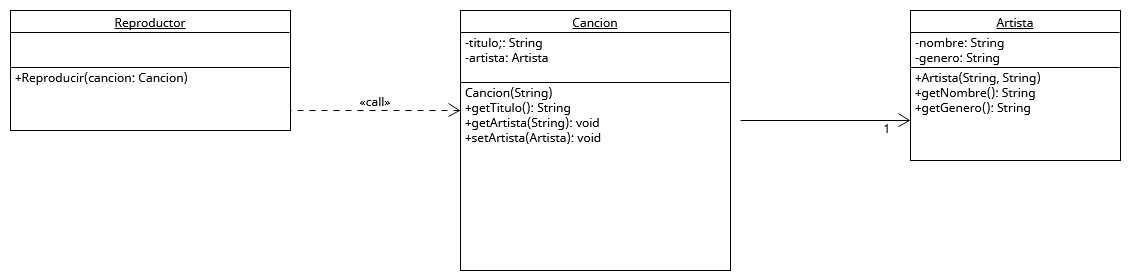 Reproductor
+Reproducir(cancion: Cancion)
«call»
Cancion
-titulo;: String
-artista: Artista
Cancion(String)
+getTitulo(): String
+getArtista(String): void
+setArtista(Artista): void
1
Artista
-nombre: String
-genero: String
+Artista(String, String)
+getNombre(): String
+getGenero(): String